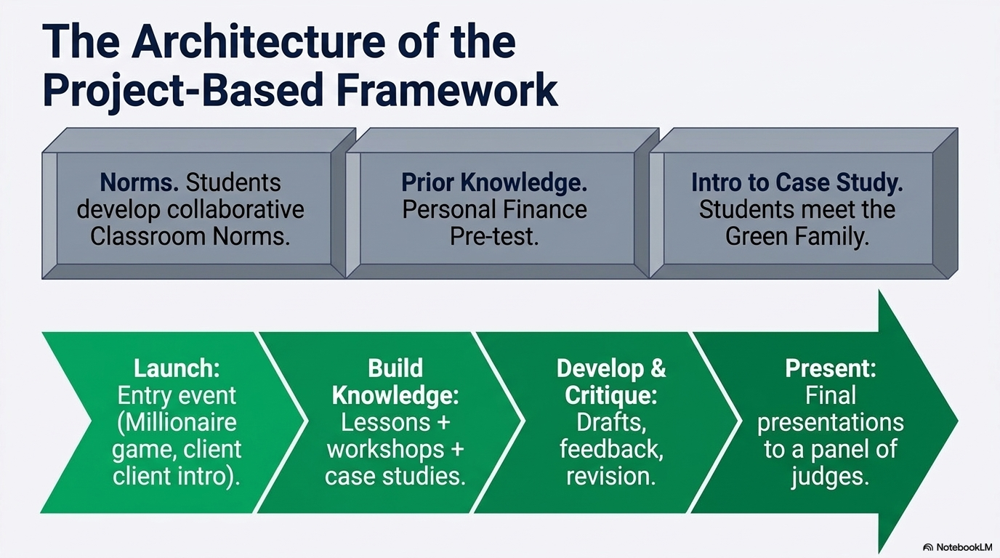 The Architecture of the
Project-Based Framework
Norms. Students
develop collaborative
Classroom Norms.
Prior Knowledge.
Personal Finance
Pre-test.
Intro to Case Study.
Students meet the
Green Family.
Launch:
Entry event
(Millionaire
game, client
client intro).
Build
Knowledge:
Lessons +
workshops +
case studies.
Develop &
Critique:
Drafts,
feedback,
revision.
Present:
Final
presentations
to a panel of
judges.
NotebookLM